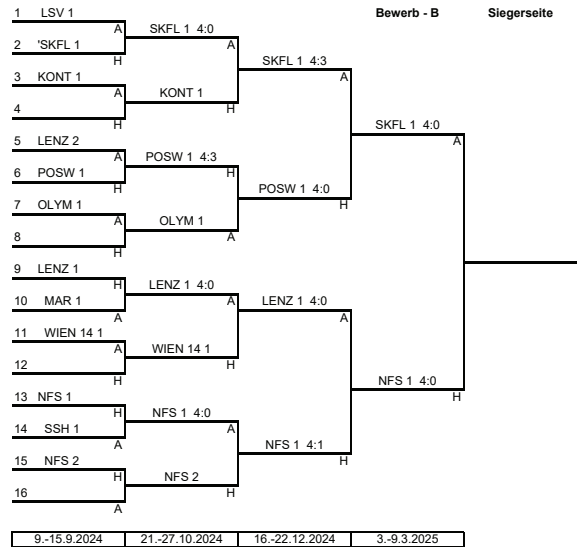 Bewerb - B Siegerseite
1 LSV 1
A
SKFL 1 4:0
2 'SKFL 1
H
A
SKFL 1 4:3
3 KONT 1
A
A
KONT 1
4
H
H
SKFL 1 4:0
5 LENZ 2
A
A
POSW 1 4:3
6 POSW 1
H
H
POSW 1 4:0
7 OLYM 1
A
H
OLYM 1
8
H
A
9 LENZ 1
H
LENZ 1 4:0
10 MAR 1
A
A
LENZ 1 4:0
11 WIEN 14 1
A
A
WIEN 14 1
12
H
H
NFS 1 4:0
13 NFS 1
H
H
NFS 1 4:0
14 SSH 1
A
A
NFS 1 4:1
15 NFS 2
H
H
NFS 2
16
H
A
9.-15.9.2024 21.-27.10.2024 16.-22.12.2024 3.-9.3.2025